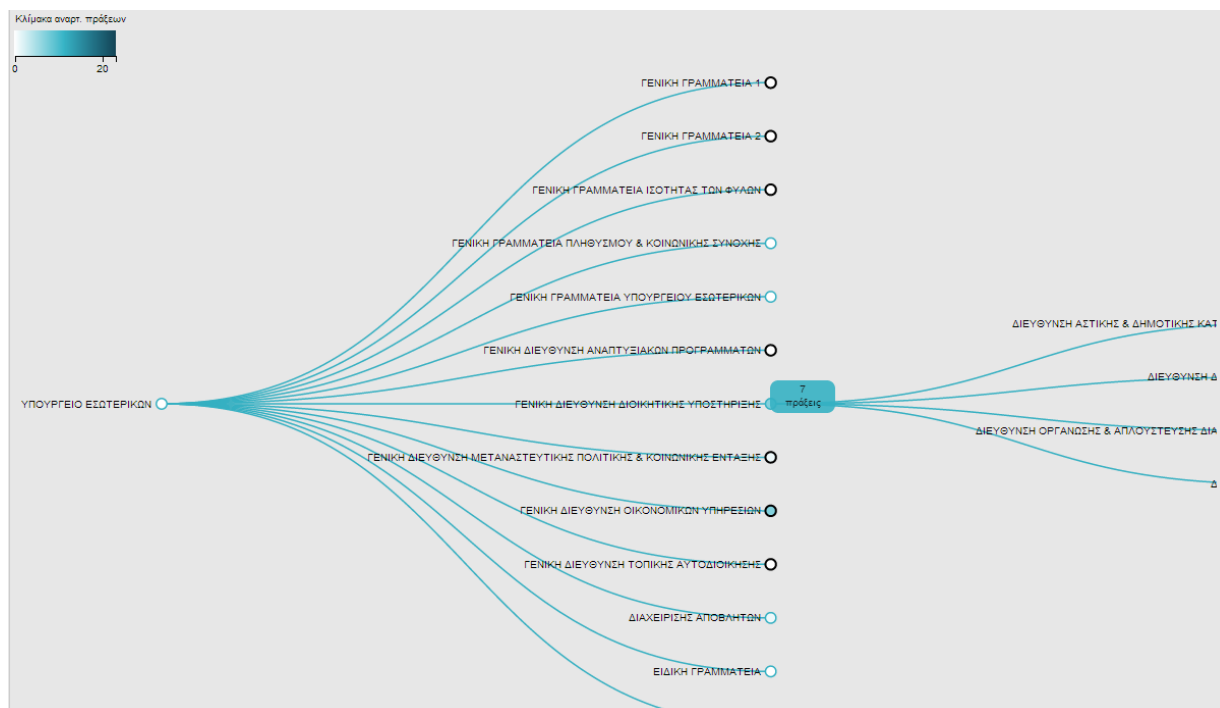 Κλίμακα αναρτ. πράξεων
0 20
ΓΕΝΙΚΗ ΓΡΑΜΜΑΤΕΙΑ 1
ΓΕΝΙΚΗ ΓΡΑΜΜΑΤΕΙΑ 2
ΓΕΝΙΚΗ ΓΡΑΜΜΑΤΕΙΑ ΙΣΟΤΗΤΑΣ ΤΩΝ ΦΥΛΩΝ
ΓΕΝΙΚΗ ΓΡΑΜΜΑΤΕΙΑ ΠΛΗΘΥΣΜΟΥ & ΚΟΙΝΩΝΙΚΗΣ ΣΥΝΟΧΗΣ
ΓΕΝΙΚΗ ΓΡΑΜΜΑΤΕΙΑ ΥΠΟΥΡΓΕΙΟΥ ΕΣΩΤΕΡΙΚΩΝ
ΓΕΝΙΚΗ ΔΙΕΥΘΥΝΣΗ ΑΝΑΠΤΥΞΙΑΚΩΝ ΠΡΟΓΡΑΜΜΑΤΩΝ
ΥΠΟΥΡΓΕΙΟ ΕΣΩΤΕΡΙΚΩΝ
ΓΕΝΙΚΗ ΔΙΕΥΘΥΝΣΗ ΔΙΟΙΚΗΤΙΚΗΣ ΥΠΟΣΤΗΡΙΞΗΣ
7
πράξεις
ΓΕΝΙΚΗ ΔΙΕΥΘΥΝΣΗ ΜΕΤΑΝΑΣΤΕΥΤΙΚΗΣ ΠΟΛΙΤΙΚΗΣ & ΚΟΙΝΩΝΙΚΗΣ ΕΝΤΑΞΗΣ
ΓΕΝΙΚΗ ΔΙΕΥΘΥΝΣΗ ΟΙΚΟΝΟΜΙΚΩΝ ΥΠΗΡΕΣΙΩΝ
ΓΕΝΙΚΗ ΔΙΕΥΘΥΝΣΗ ΤΟΠΙΚΗΣ ΑΥΤΟΔΙΟΙΚΗΣΗΣ
ΔΙΑΧΕΙΡΙΣΗΣ ΑΠΟΒΛΗΤΩΝ
ΕΙΔΙΚΗ ΓΡΑΜΜΑΤΕΙΑ
ΔΙΕΥΘΥΝΣΗ ΑΣΤΙΚΗΣ & ΔΗΜΟΤΙΚΗΣ ΚΑΤ
ΔΙΕΥΘΥΝΣΗ Δ
ΔΙΕΥΘΥΝΣΗ ΟΡΓΑΝΩΣΗΣ & ΑΠΛΟΥΣΤΕΥΣΗΣ ΔΙΑ
Δ